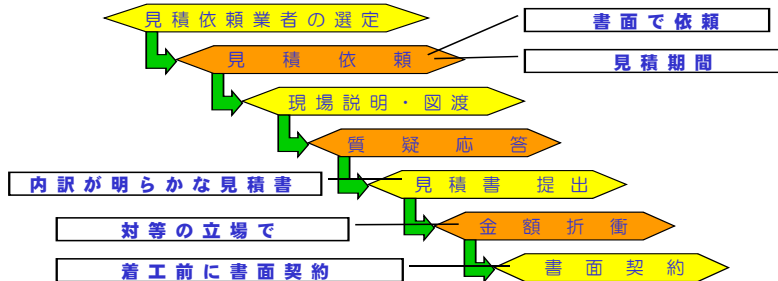 見積依頼業者の選定
書面で依頼
見積依頼
見積期間
現場説明・図渡
質疑応答
内訳が明らかな見積書
見積書 提出
対等の立場で
金額折衝
着工前に書面契約
書面契約